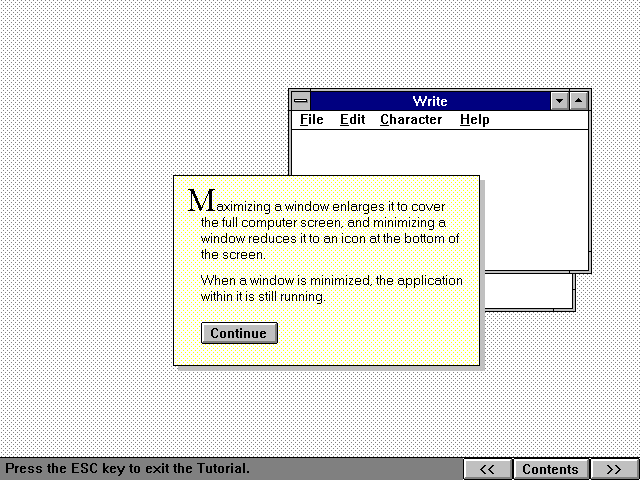 Write
File Edit Character Help
Maximizing a window enlarges it to cover
the full computer screen, and minimizing a
window reduces it to an icon at the bottom of
the screen.
When a window is minimized, the application
within it is still running.
Continue
Press the ESC key to exit the Tutorial.
<< Contents >>